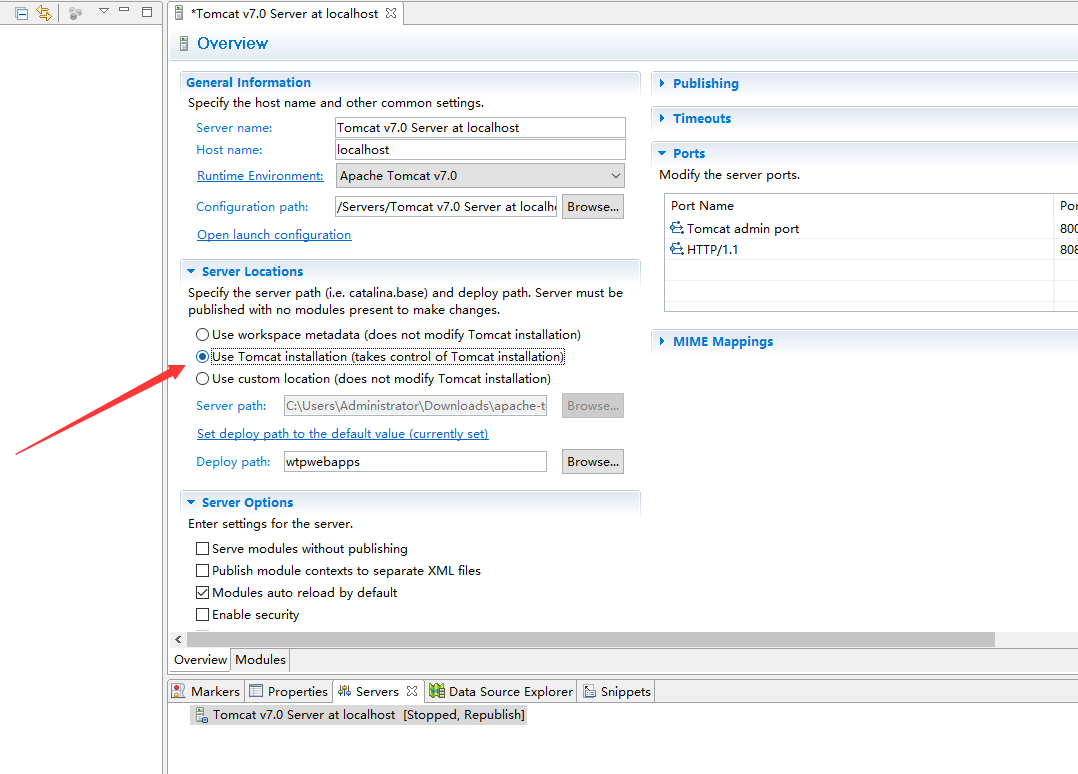 *Tomcat v7.0 Server at localhost
Overview
General Information
Specify the host name and other common settings.
Server name: Tomcat v7.0 Server at localhost
Host name: localhost
Runtime Environment: Apache Tomcat v7.0
Configuration path: /Servers/Tomcat v7.0 Server at localh Browse...
Open launch configuration
Server Locations
Specify the server path (i.e. catalina.base) and deploy path. Server must be
published with no modules present to make changes.
Use workspace metadata (does not modify Tomcat installation)
Use Tomcat installation (takes control of Tomcat installation)
Use custom location (does not modify Tomcat installation)
Server path: C:\Users\Administrator\Downloads\apache-t Browse...
Set deploy path to the default value (currently set)
Deploy path: wtpwebapps Browse...
Server Options
Enter settings for the server.
Serve modules without publishing
Publish module contexts to separate XML files
Modules auto reload by default
Enable security
Publishing
Timeouts
Ports
Modify the server ports.
Port Name Por
Tomcat admin port 800
HTTP/1.1 808
MIME Mappings
Overview Modules
Markers Properties Servers Data Source Explorer Snippets
Tomcat v7.0 Server at localhost [Stopped, Republish]